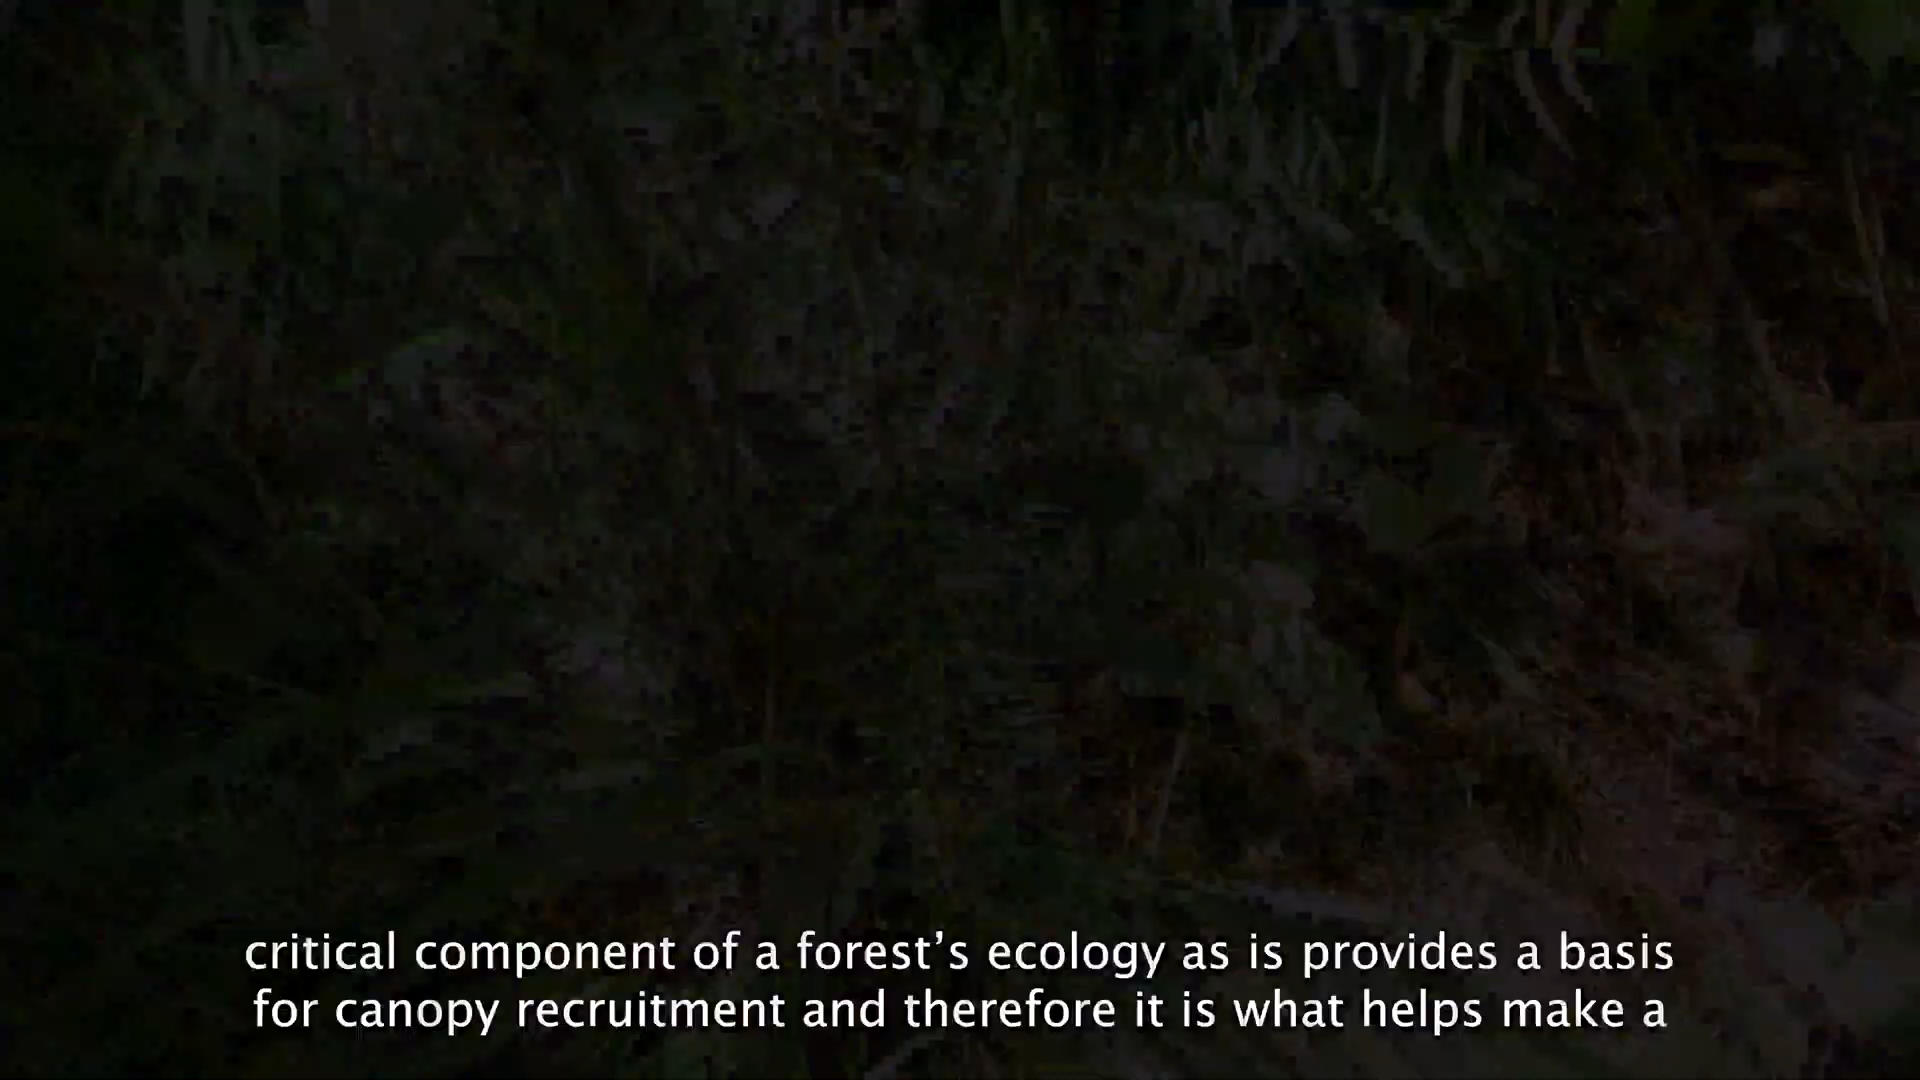 critical component of a forest’s ecology as is provides a basis
for canopy recruitment and therefore it is what helps make a